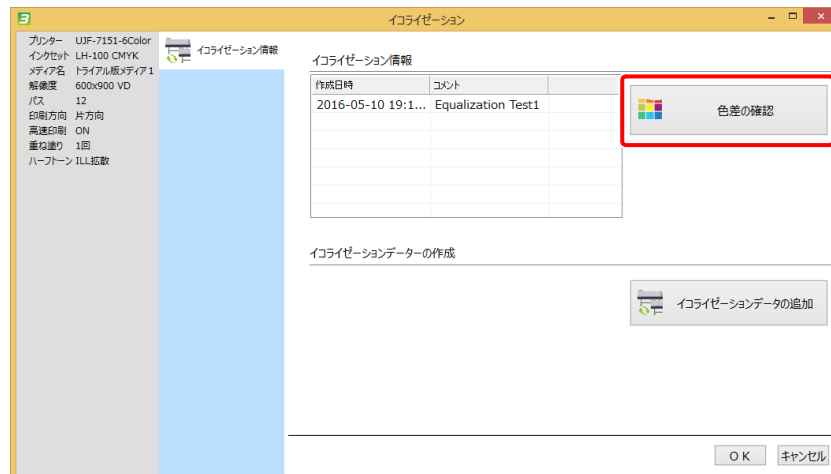 イコライゼーション
プリンター UJF-7151-6Color
インクセット LH-100 CMYK
メディア名 トライアル版メディア1
解像度 600x900 VD
パス 12
印刷方向 片方向
高速印刷 ON
重ね塗り 1回
ハーフトーン ILL拡散
イコライゼーション情報
イコライゼーション情報
作成日時 コメント
2016-05-10 19:1... Equalization Test1
色差の確認
イコライゼーションデーターの作成
イコライゼーションデータの追加
OK キャンセル